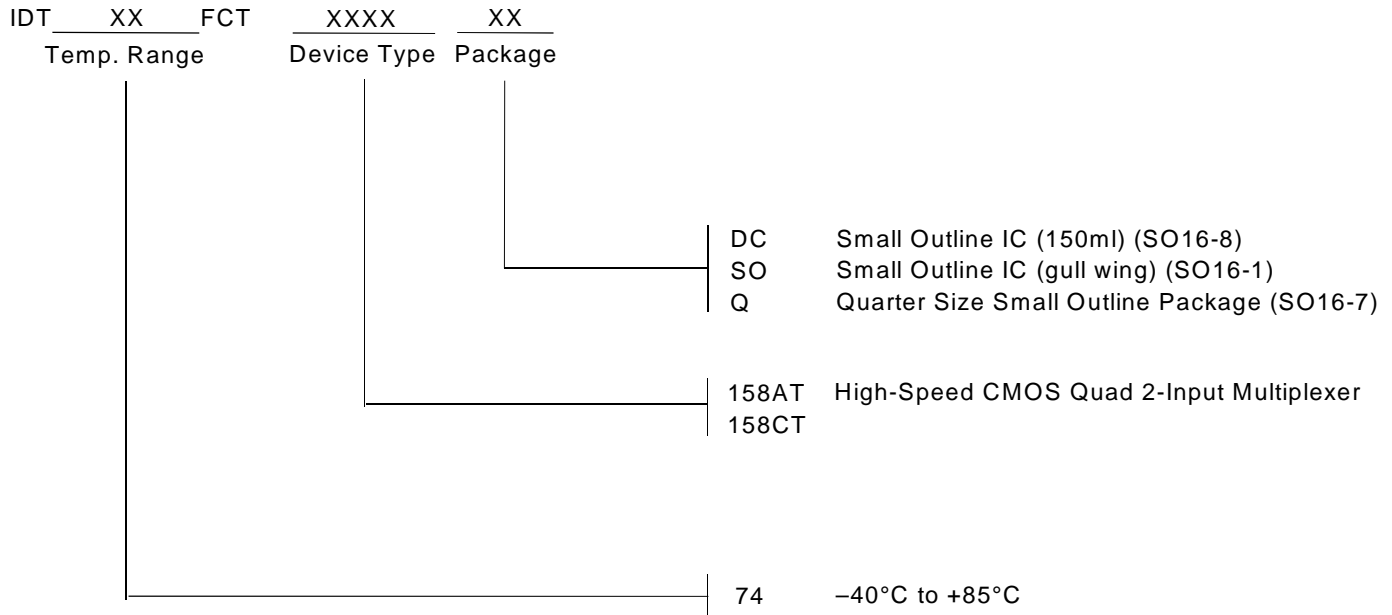 IDT XX FCT XXXX XX
Temp. Range Device Type Package
DC Small Outline IC (150ml) (SO16-8)
SO Small Outline IC (gull wing) (SO16-1)
Q Quarter Size Small Outline Package (SO16-7)
158AT High-Speed CMOS Quad 2-Input Multiplexer
158CT
74 –40°C to +85°C